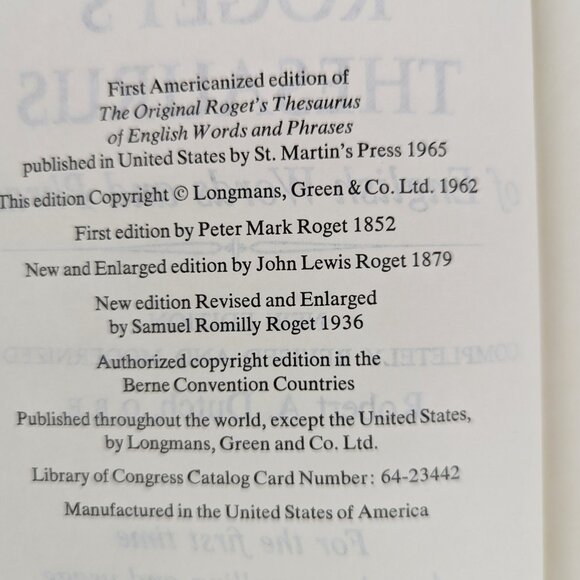 First Americanized edition of
The Original Roget's Thesaurus
of English Words and Phrases
published in United States by St. Martin's Press 1965
This edition Copyright © Longmans, Green & Co. Ltd. 1962
First edition by Peter Mark Roget 1852
New and Enlarged edition by John Lewis Roget 1879
New edition Revised and Enlarged
by Samuel Romilly Roget 1936
Authorized copyright edition in the
Berne Convention Countries
Published throughout the world, except the United States,
by Longmans, Green and Co. Ltd.
Library of Congress Catalog Card Number: 64-23442
Manufactured in the United States of America